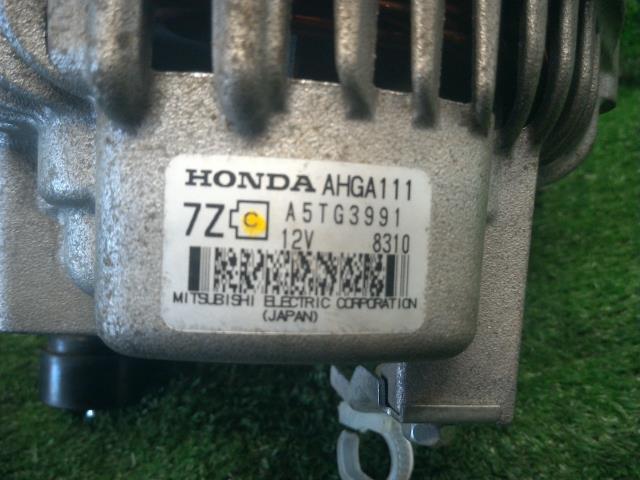 HONDA AHGA111
7Z C A5TG3991
12V 8310
MITSUBISHI ELECTRIC CORPORATION
(JAPAN)